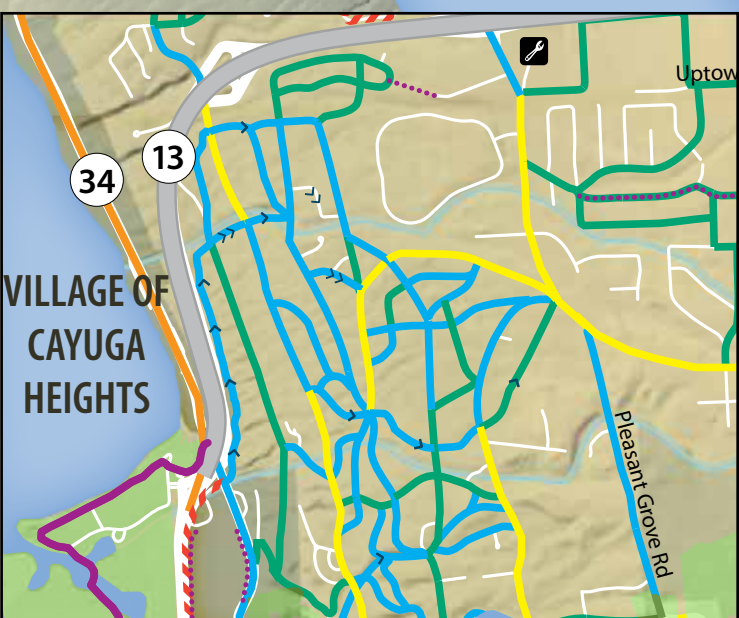 Uptow
13
34
VILLAGE OF
CAYUGA
HEIGHTS
Pleasant Grove Rd